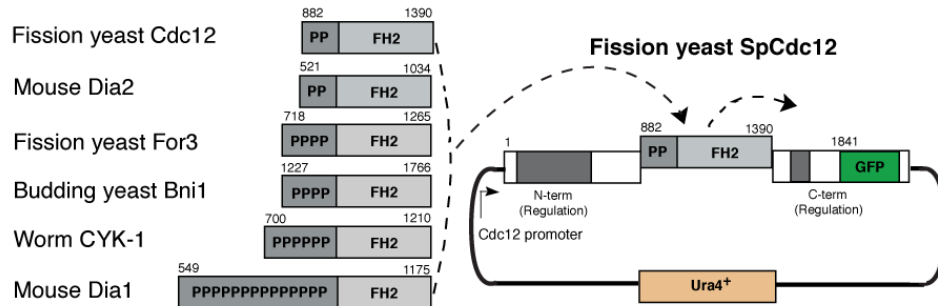 882 1390
Fission yeast Cdc12 PP FH2
521 1034
Mouse Dia2 PP FH2
718 1265
Fission yeast For3 PPPP FH2
1227 1766
Budding yeast Bni1 PPPP FH2
700 1210
Worm CYK-1 PPPPPP FH2
549 1175
Mouse Dia1 PPPPPPPPPPPPPP FH2
Fission yeast SpCdc12
1 882 1390 1841
PP FH2 GFP
N-term
(Regulation)
C-term
(Regulation)
Cdc12 promoter
Ura4+